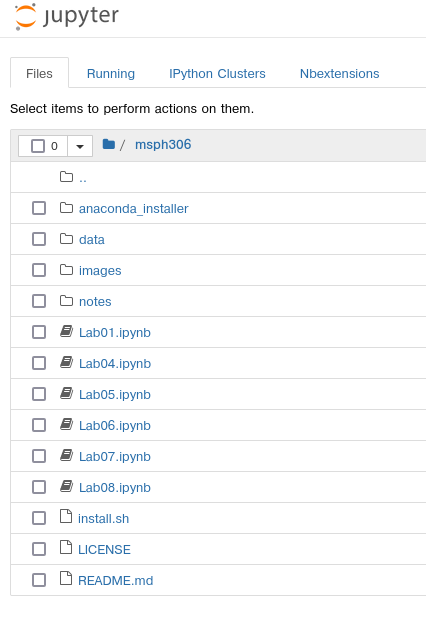 jupyter
Files Running IPython Clusters Nbextensions
Select items to perform actions on them.
0 / msph306
..
anaconda_installer
data
images
notes
Lab01.ipynb
Lab04.ipynb
Lab05.ipynb
Lab06.ipynb
Lab07.ipynb
Lab08.ipynb
install.sh
LICENSE
README.md